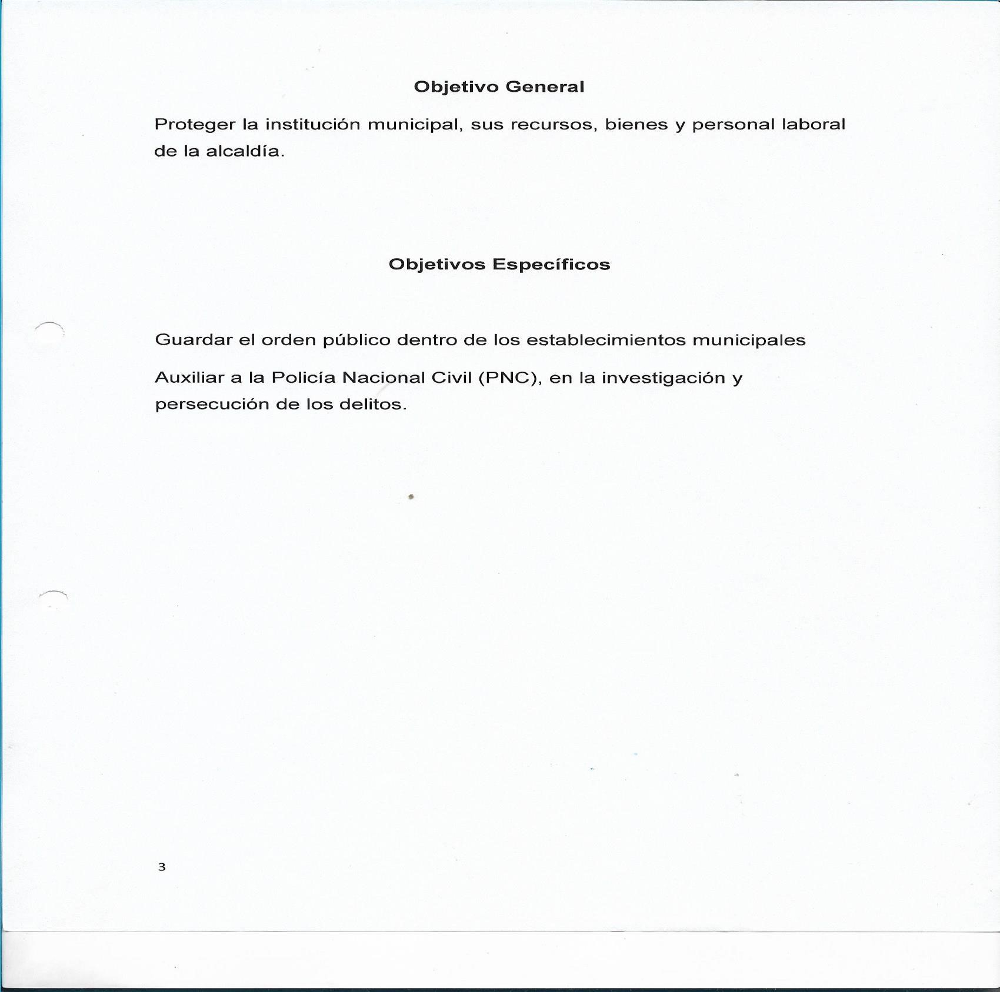 Objetivo General
Proteger la institución municipal, sus recursos, bienes y personal laboral
de la alcaldía.
Objetivos Específicos
Guardar el orden público dentro de los establecimientos municipales
Auxiliar a la Policía Nacional Civil (PNC), en la investigación y
persecución de los delitos.
3